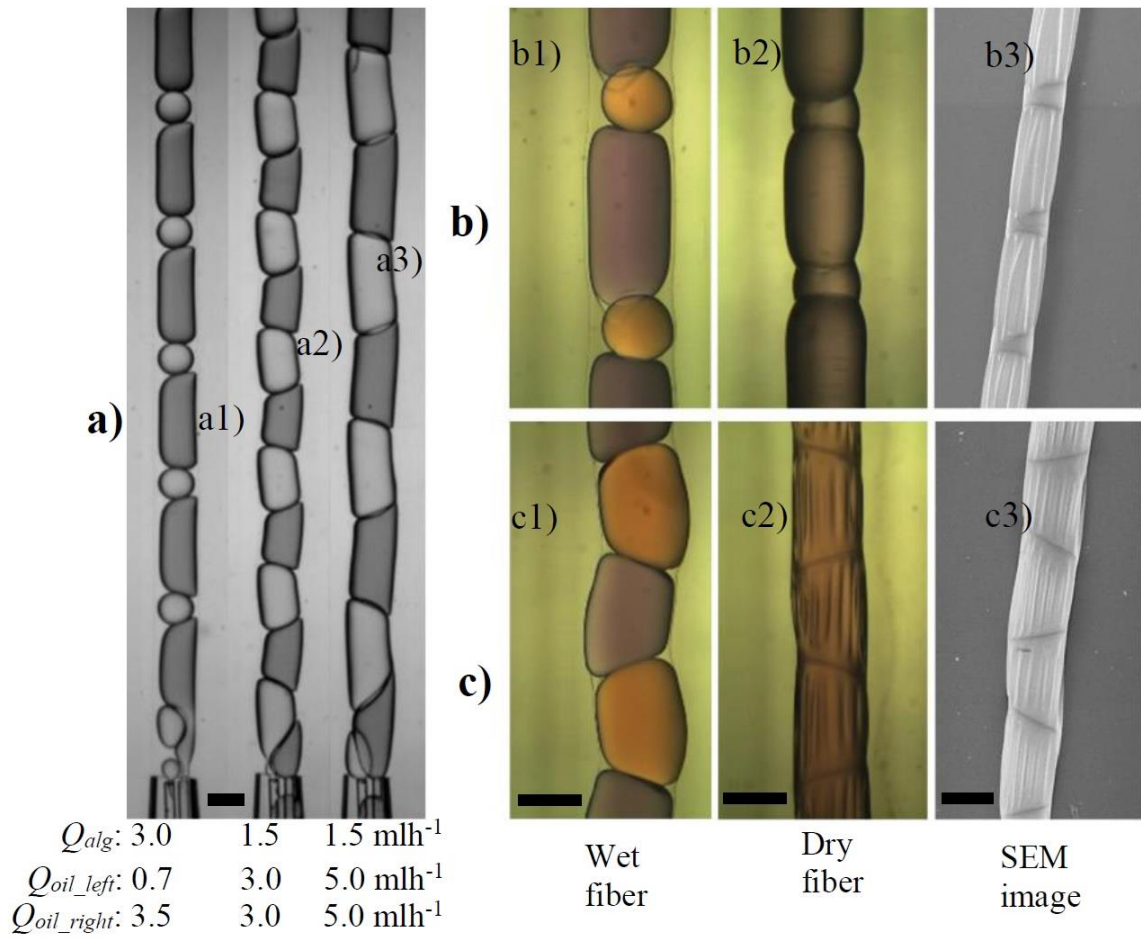 b1)
b2)
b3)
b)
a3)
a2)
a1)
a)
c1)
c2)
c3)
c)
Qalg: 3.0 1.5 1.5 mlh-1
Qoil_left: 0.7 3.0 5.0 mlh-1
Qoil_right: 3.5 3.0 5.0 mlh-1
Wet
fiber
Dry
fiber
SEM
image